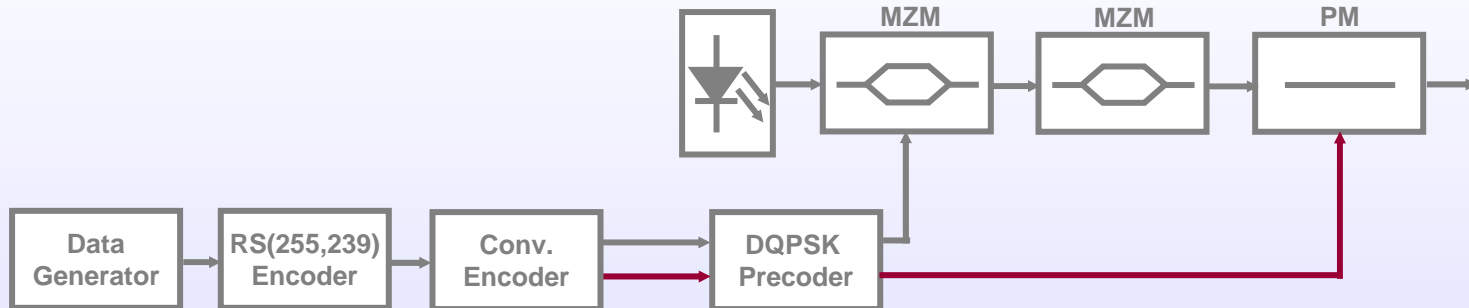 MZM
MZM
PM
Data
Generator
RS(255,239)
Encoder
Conv.
Encoder
DQPSK
Precoder